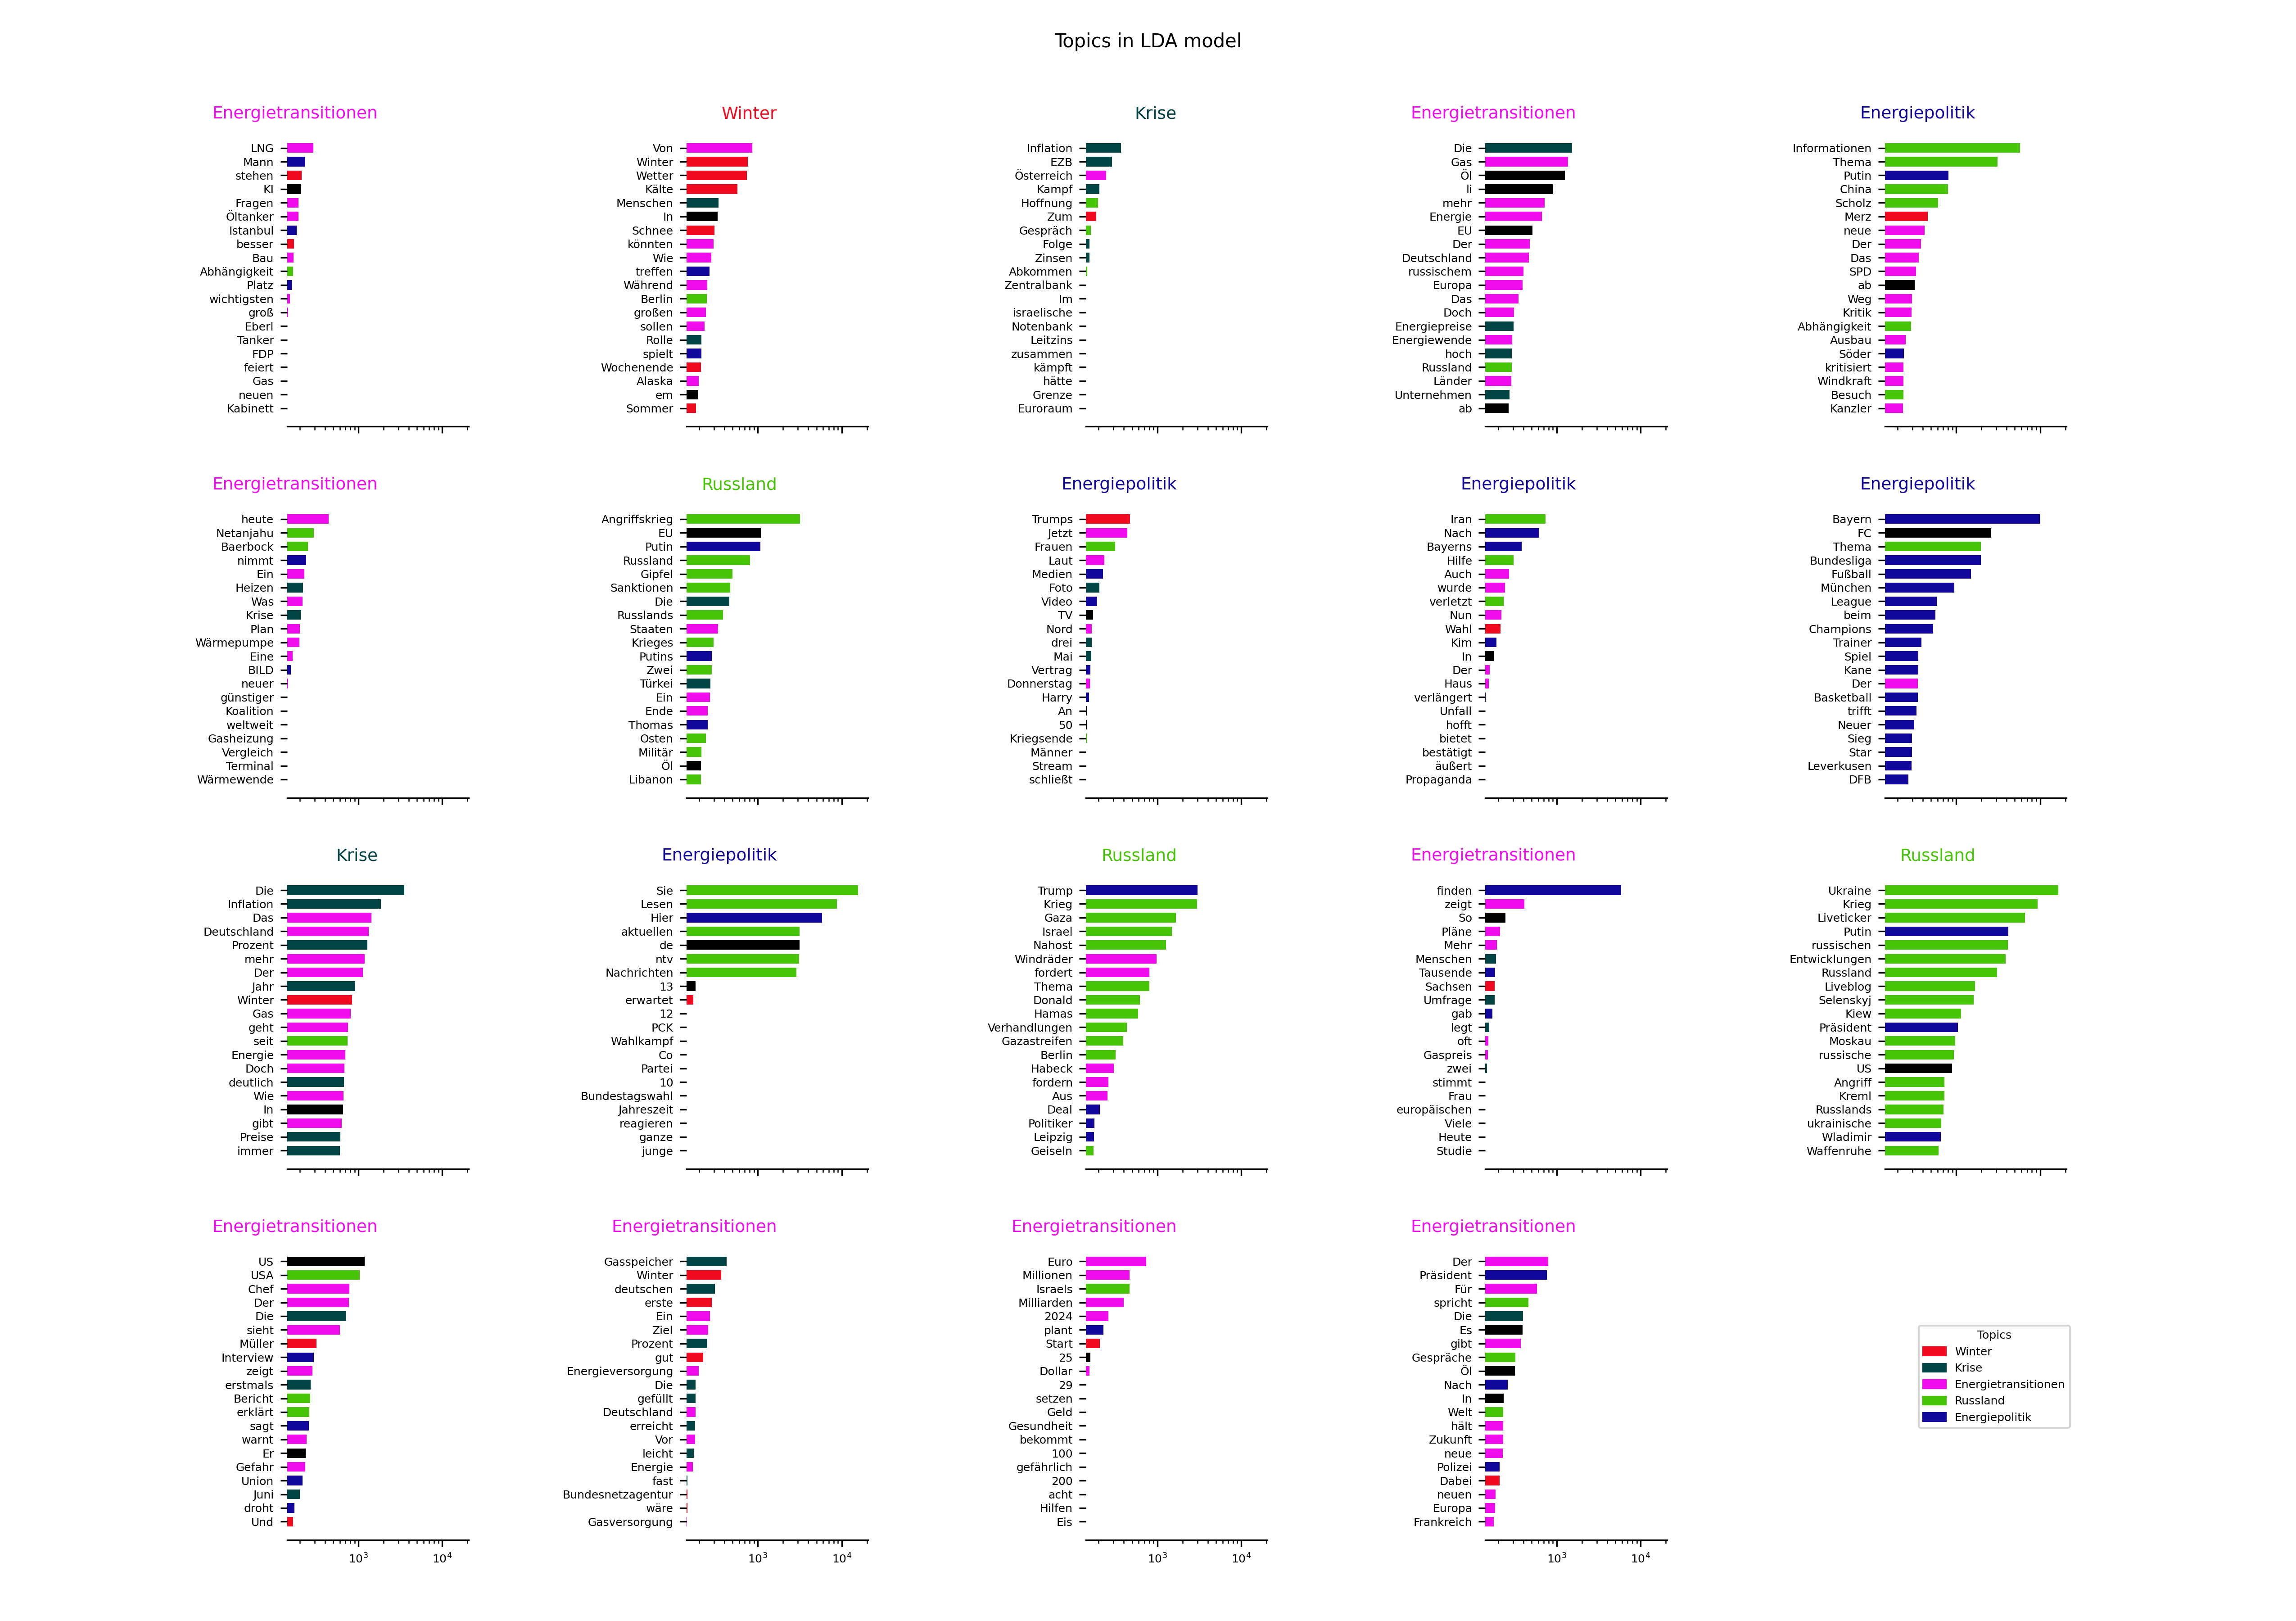 Topics in LDA model
Energietransitionen
LNG
Mann
stehen
KI
Fragen
Öltanker
Istanbul
besser
Bau
Abhängigkeit
Platz
wichtigsten
groß
Eberl
Tanker
FDP
feiert
Gas
neuen
Kabinett
Winter
Von
Winter
Wetter
Kälte
Menschen
In
Schnee
könnten
Wie
treffen
Während
Berlin
großen
sollen
Rolle
spielt
Wochenende
Alaska
em
Sommer
Krise
Inflation
EZB
Österreich
Kampf
Hoffnung
Zum
Gespräch
Folge
Zinsen
Abkommen
Zentralbank
Im
israelische
Notenbank
Leitzins
zusammen
kämpft
hätte
Grenze
Euroraum
Energietransitionen
Die
Gas
Öl
li
mehr
Energie
EU
Der
Deutschland
russischem
Europa
Das
Doch
Energiepreise
Energiewende
hoch
Russland
Länder
Unternehmen
ab
Energiepolitik
Informationen
Thema
Putin
China
Scholz
Merz
neue
Der
Das
SPD
ab
Weg
Kritik
Abhängigkeit
Ausbau
Söder
kritisiert
Windkraft
Besuch
Kanzler
Energietransitionen
heute
Netanjahu
Baerbock
nimmt
Ein
Heizen
Was
Krise
Plan
Wärmepumpe
Eine
BILD
neuer
günstiger
Koalition
weltweit
Gasheizung
Vergleich
Terminal
Wärmewende
Russland
Angriffskrieg
EU
Putin
Russland
Gipfel
Sanktionen
Die
Russlands
Staaten
Krieges
Putins
Zwei
Türkei
Ein
Ende
Thomas
Osten
Militär
Öl
Libanon
Energiepolitik
Trumps
Jetzt
Frauen
Laut
Medien
Foto
Video
TV
Nord
drei
Mai
Vertrag
Donnerstag
Harry
An
50
Kriegsende
Männer
Stream
schließt
Energiepolitik
Iran
Nach
Bayerns
Hilfe
Auch
wurde
verletzt
Nun
Wahl
Kim
In
Der
Haus
verlängert
Unfall
hofft
bietet
bestätigt
äußert
Propaganda
Energiepolitik
Bayern
FC
Thema
Bundesliga
Fußball
München
League
beim
Champions
Trainer
Spiel
Kane
Der
Basketball
trifft
Neuer
Sieg
Star
Leverkusen
DFB
Krise
Die
Inflation
Das
Deutschland
Prozent
mehr
Der
Jahr
Winter
Gas
geht
seit
Energie
Doch
deutlich
Wie
In
gibt
Preise
immer
Energiepolitik
Sie
Lesen
Hier
aktuellen
de
ntv
Nachrichten
13
erwartet
12
PCK
Wahlkampf
Co
Partei
10
Bundestagswahl
Jahreszeit
reagieren
ganze
junge
Russland
Trump
Krieg
Gaza
Israel
Nahost
Windräder
fordert
Thema
Donald
Hamas
Verhandlungen
Gazastreifen
Berlin
Habeck
fordern
Aus
Deal
Politiker
Leipzig
Geiseln
Energietransitionen
finden
zeigt
So
Pläne
Mehr
Menschen
Tausende
Sachsen
Umfrage
gab
legt
oft
Gaspreis
zwei
stimmt
Frau
europäischen
Viele
Heute
Studie
Russland
Ukraine
Krieg
Liveticker
Putin
russischen
Entwicklungen
Russland
Liveblog
Selenskyj
Kiew
Präsident
Moskau
russische
US
Angriff
Kreml
Russlands
ukrainische
Wladimir
Waffenruhe
Energietransitionen
US
USA
Chef
Der
Die
sieht
Müller
Interview
zeigt
erstmals
Bericht
erklärt
sagt
warnt
Er
Gefahr
Union
Juni
droht
Und
10³ 10⁴
Energietransitionen
Gasspeicher
Winter
deutschen
erste
Ein
Ziel
Prozent
gut
Energieversorgung
Die
gefüllt
Deutschland
erreicht
Vor
leicht
Energie
fast
Bundesnetzagentur
wäre
Gasversorgung
10³ 10⁴
Energietransitionen
Euro
Millionen
Israels
Milliarden
2024
plant
Start
25
Dollar
29
setzen
Geld
Gesundheit
bekommt
100
gefährlich
200
acht
Hilfen
Eis
10³ 10⁴
Energietransitionen
Der
Präsident
Für
spricht
Die
Es
gibt
Gespräche
Öl
Nach
In
Welt
hält
Zukunft
neue
Polizei
Dabei
neuen
Europa
Frankreich
10³ 10⁴
Topics
Winter
Krise
Energietransitionen
Russland
Energiepolitik